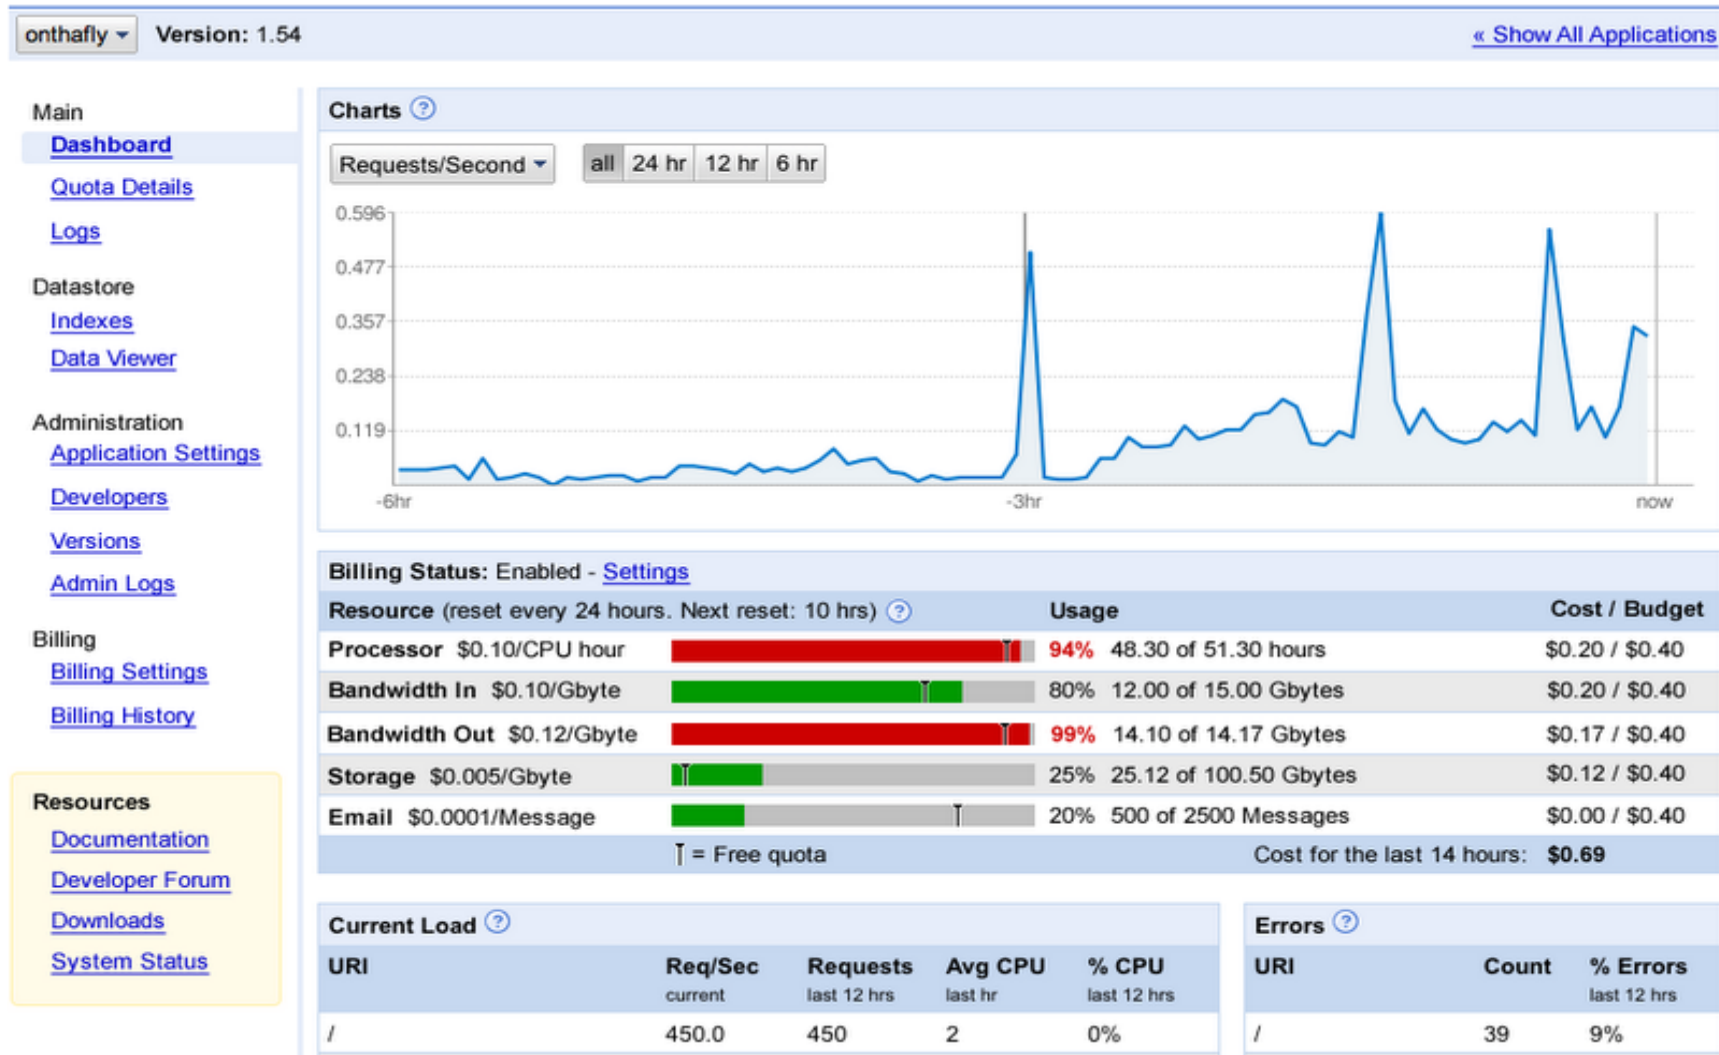 onthafly Version: 1.54 « Show All Applications
Main
Dashboard
Quota Details
Logs
Datastore
Indexes
Data Viewer
Administration
Application Settings
Developers
Versions
Admin Logs
Billing
Billing Settings
Billing History
Resources
Documentation
Developer Forum
Downloads
System Status
Charts ?
Requests/Second all 24 hr 12 hr 6 hr
0.596
0.477
0.357
0.238
0.119
-6hr -3hr now
Billing Status: Enabled - Settings
Resource (reset every 24 hours. Next reset: 10 hrs) ? Usage Cost / Budget
Processor $0.10/CPU hour 94% 48.30 of 51.30 hours $0.20 / $0.40
Bandwidth In $0.10/Gbyte 80% 12.00 of 15.00 Gbytes $0.20 / $0.40
Bandwidth Out $0.12/Gbyte 99% 14.10 of 14.17 Gbytes $0.17 / $0.40
Storage $0.005/Gbyte 25% 25.12 of 100.50 Gbytes $0.12 / $0.40
Email $0.0001/Message 20% 500 of 2500 Messages $0.00 / $0.40
= Free quota Cost for the last 14 hours: $0.69
Current Load ?
URI Req/Sec Requests Avg CPU % CPU
current last 12 hrs last hr last 12 hrs
/ 450.0 450 2 0%
Errors ?
URI Count % Errors
last 12 hrs
/ 39 9%